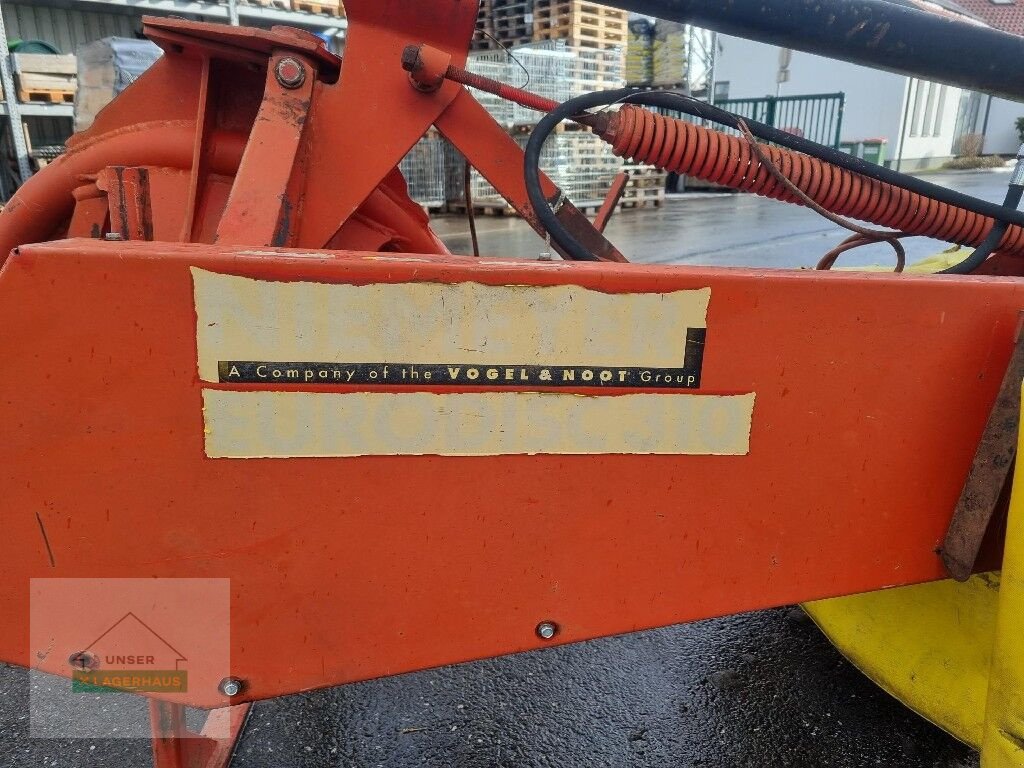 NIEMEYER
A Company of the VOGEL & NOOT Group
EURODISC 310
UNSER
X LAGERHAUS